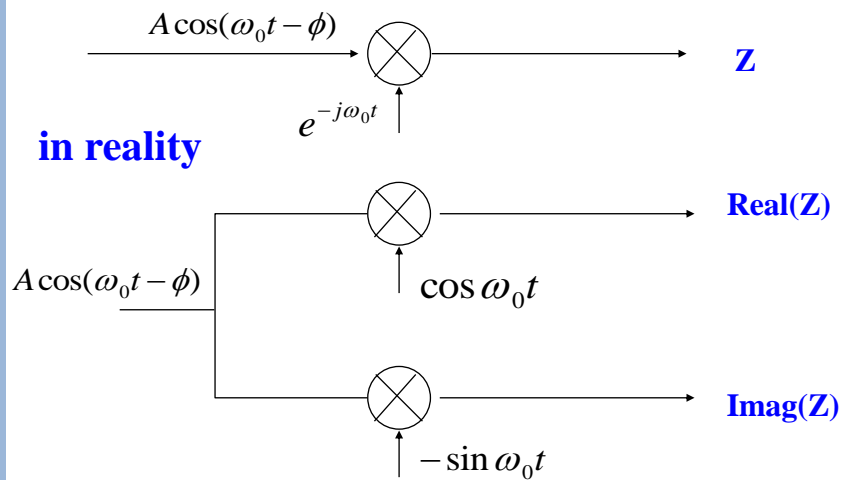 A cos(ω₀t − ϕ)
Z
e^{−jω₀t}
in reality
Real(Z)
A cos(ω₀t − ϕ)
cos ω₀t
Imag(Z)
− sin ω₀t